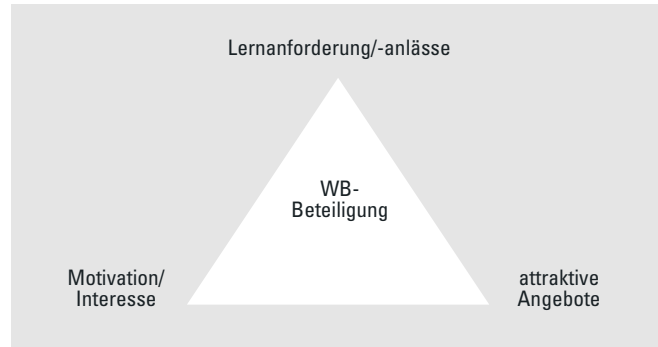 Lernanforderung/-anlässe
WB-
Beteiligung
Motivation/
Interesse
attraktive
Angebote